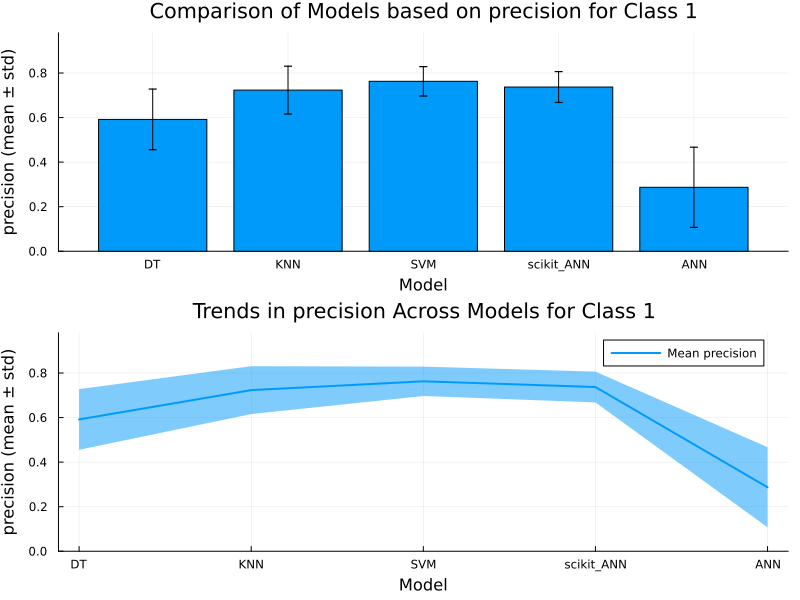 Comparison of Models based on precision for Class 1
precision (mean ± std)
0.8
0.6
0.4
0.2
0.0
DT KNN SVM scikit_ANN ANN
Model
Trends in precision Across Models for Class 1
precision (mean ± std)
Mean precision
0.8
0.6
0.4
0.2
0.0
DT KNN SVM scikit_ANN ANN
Model